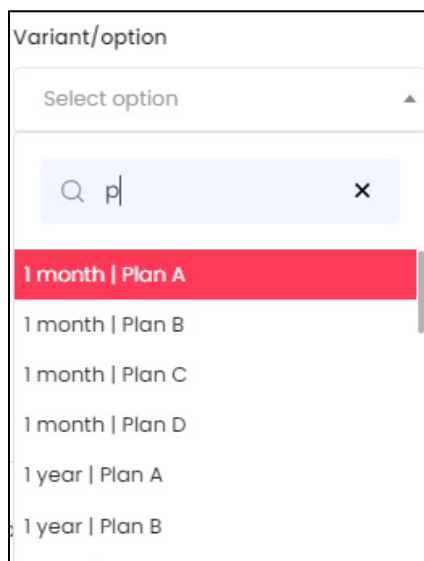 Variant/option
Select option
p
1 month | Plan A
1 month | Plan B
1 month | Plan C
1 month | Plan D
1 year | Plan A
1 year | Plan B